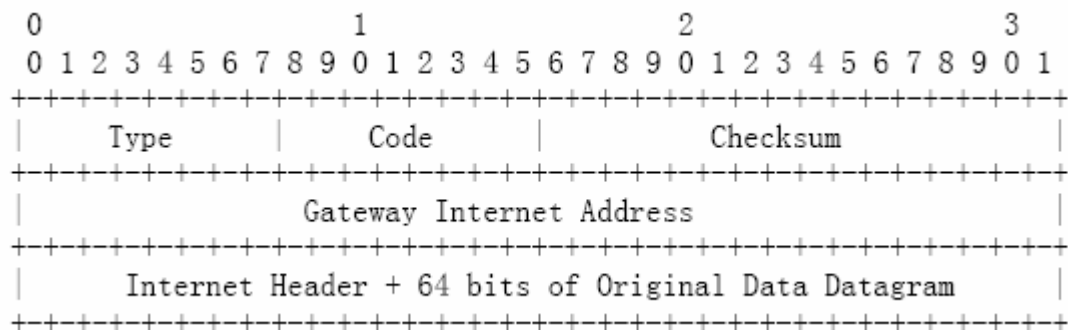 0                   1                   2                   3
0 1 2 3 4 5 6 7 8 9 0 1 2 3 4 5 6 7 8 9 0 1 2 3 4 5 6 7 8 9 0 1
+-+-+-+-+-+-+-+-+-+-+-+-+-+-+-+-+-+-+-+-+-+-+-+-+-+-+-+-+-+-+-+-+
|     Type      |     Code      |          Checksum             |
+-+-+-+-+-+-+-+-+-+-+-+-+-+-+-+-+-+-+-+-+-+-+-+-+-+-+-+-+-+-+-+-+
|                 Gateway Internet Address                      |
+-+-+-+-+-+-+-+-+-+-+-+-+-+-+-+-+-+-+-+-+-+-+-+-+-+-+-+-+-+-+-+-+
|      Internet Header + 64 bits of Original Data Datagram      |
+-+-+-+-+-+-+-+-+-+-+-+-+-+-+-+-+-+-+-+-+-+-+-+-+-+-+-+-+-+-+-+-+